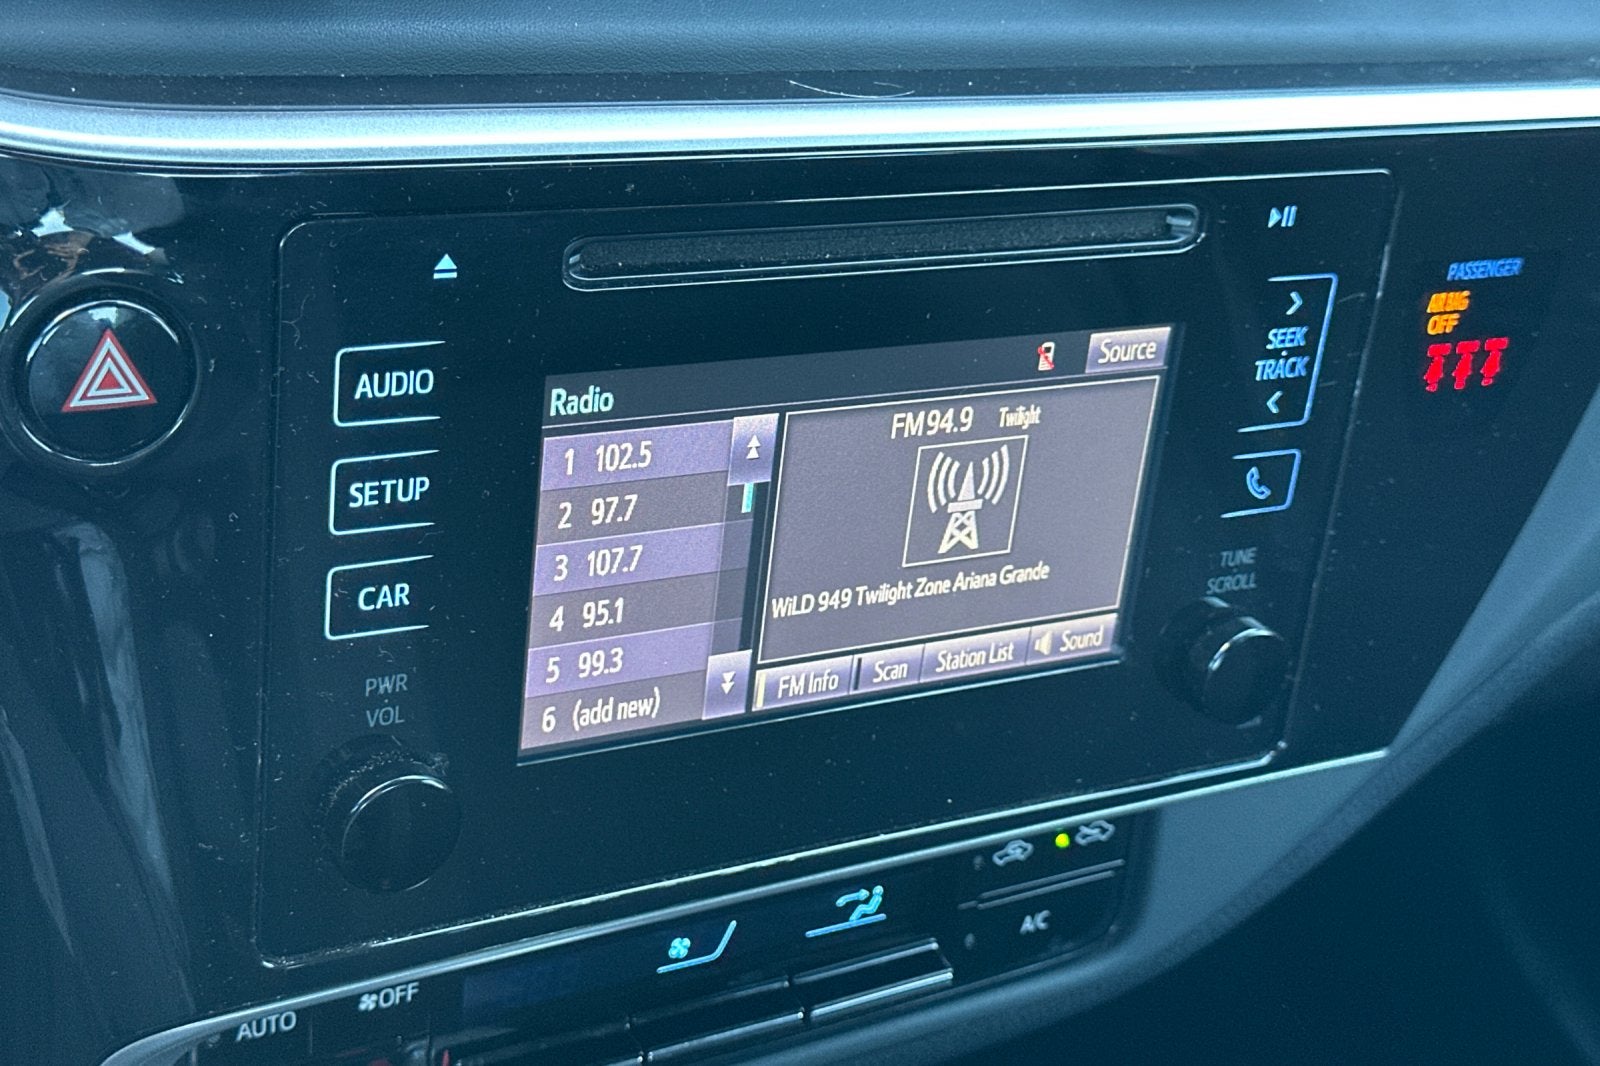 PASSENGER
AIRBAG
OFF
AUDIO
SETUP
CAR
PWR
VOL
Radio
Source
1 102.5
2 97.7
3 107.7
4 95.1
5 99.3
6 (add new)
FM 94.9 Twilight
WiLD 949 Twilight Zone Ariana Grande
FM Info
Scan
Station List
Sound
SEEK
TRACK
TUNE
SCROLL
A/C
OFF
AUTO